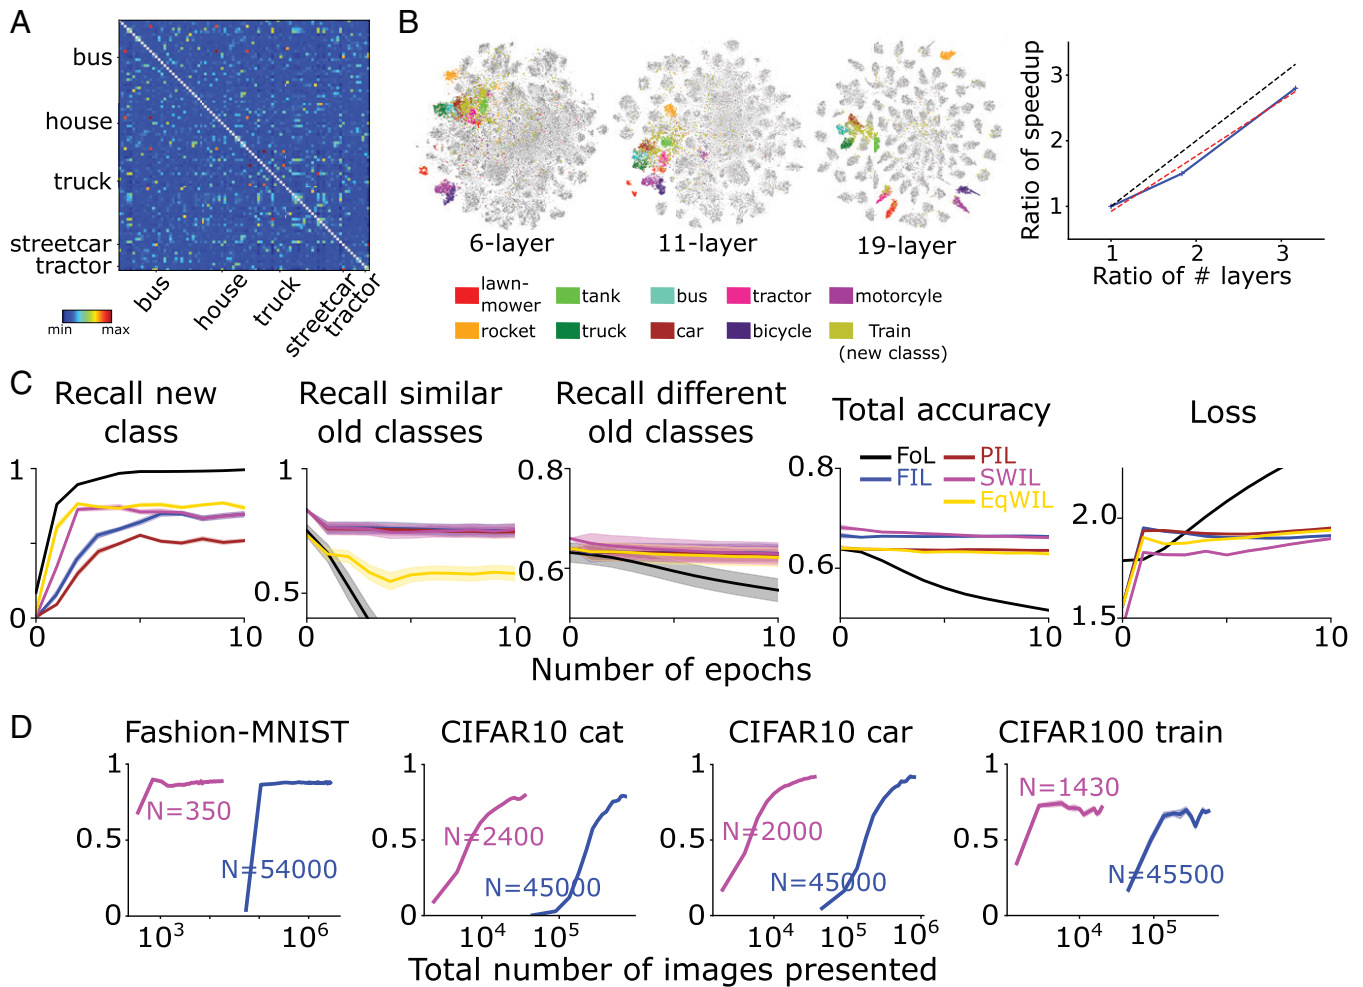 A
bus
house
truck
streetcar
tractor
bus
house
truck
streetcar
tractor
min
max
B
6-layer
11-layer
19-layer
Ratio of speedup
3
2
1
1
2
3
Ratio of # layers
lawn-
mower
tank
bus
tractor
motorcyle
rocket
truck
car
bicycle
Train
(new classs)
C
Recall new
class
1
0
0
10
Recall similar
old classes
1
0.5
0
10
Recall different
old classes
0.8
0.6
0
10
Total accuracy
FoL
PIL
FIL
SWIL
EqWIL
0.8
0.6
0
10
Loss
2.0
1.5
0
10
Number of epochs
D
Fashion-MNIST
1
0.5
0
N=350
N=54000
10³
10⁶
CIFAR10 cat
1
0.5
0
N=2400
N=45000
10⁴
10⁵
CIFAR10 car
1
0.5
0
N=2000
N=45000
10⁴
10⁵
10⁶
CIFAR100 train
1
0.5
0
N=1430
N=45500
10⁴
10⁵
Total number of images presented